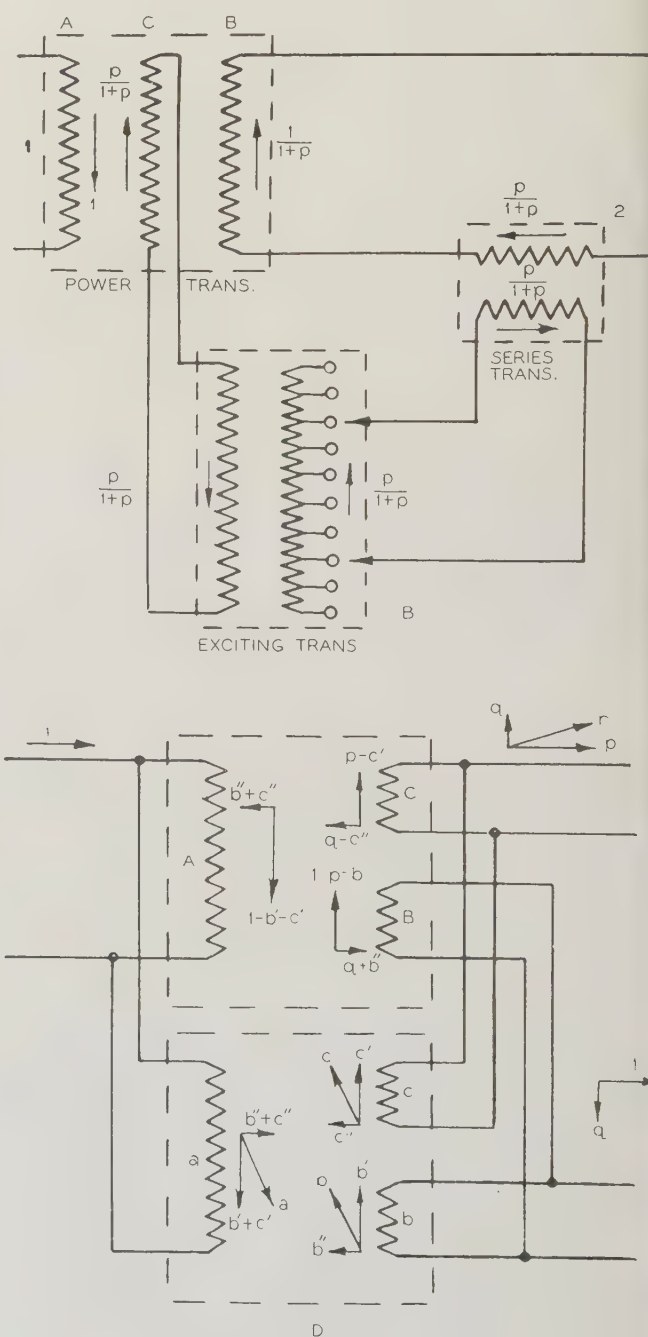 A C B
p
1+p
1
1
1
1+p
p
1+p
2
POWER TRANS.
p
1+p
SERIES
TRANS.
p
1+p
p
1+p
B
EXCITING TRANS
1
q r
p
b"+c" p-c'
C
A
q-c"
1-b'-c' 1 p-b
B
q+b"
c c'
c
b"+c" c"
1
q
a
b'+c' a
b b'
b
b"
D